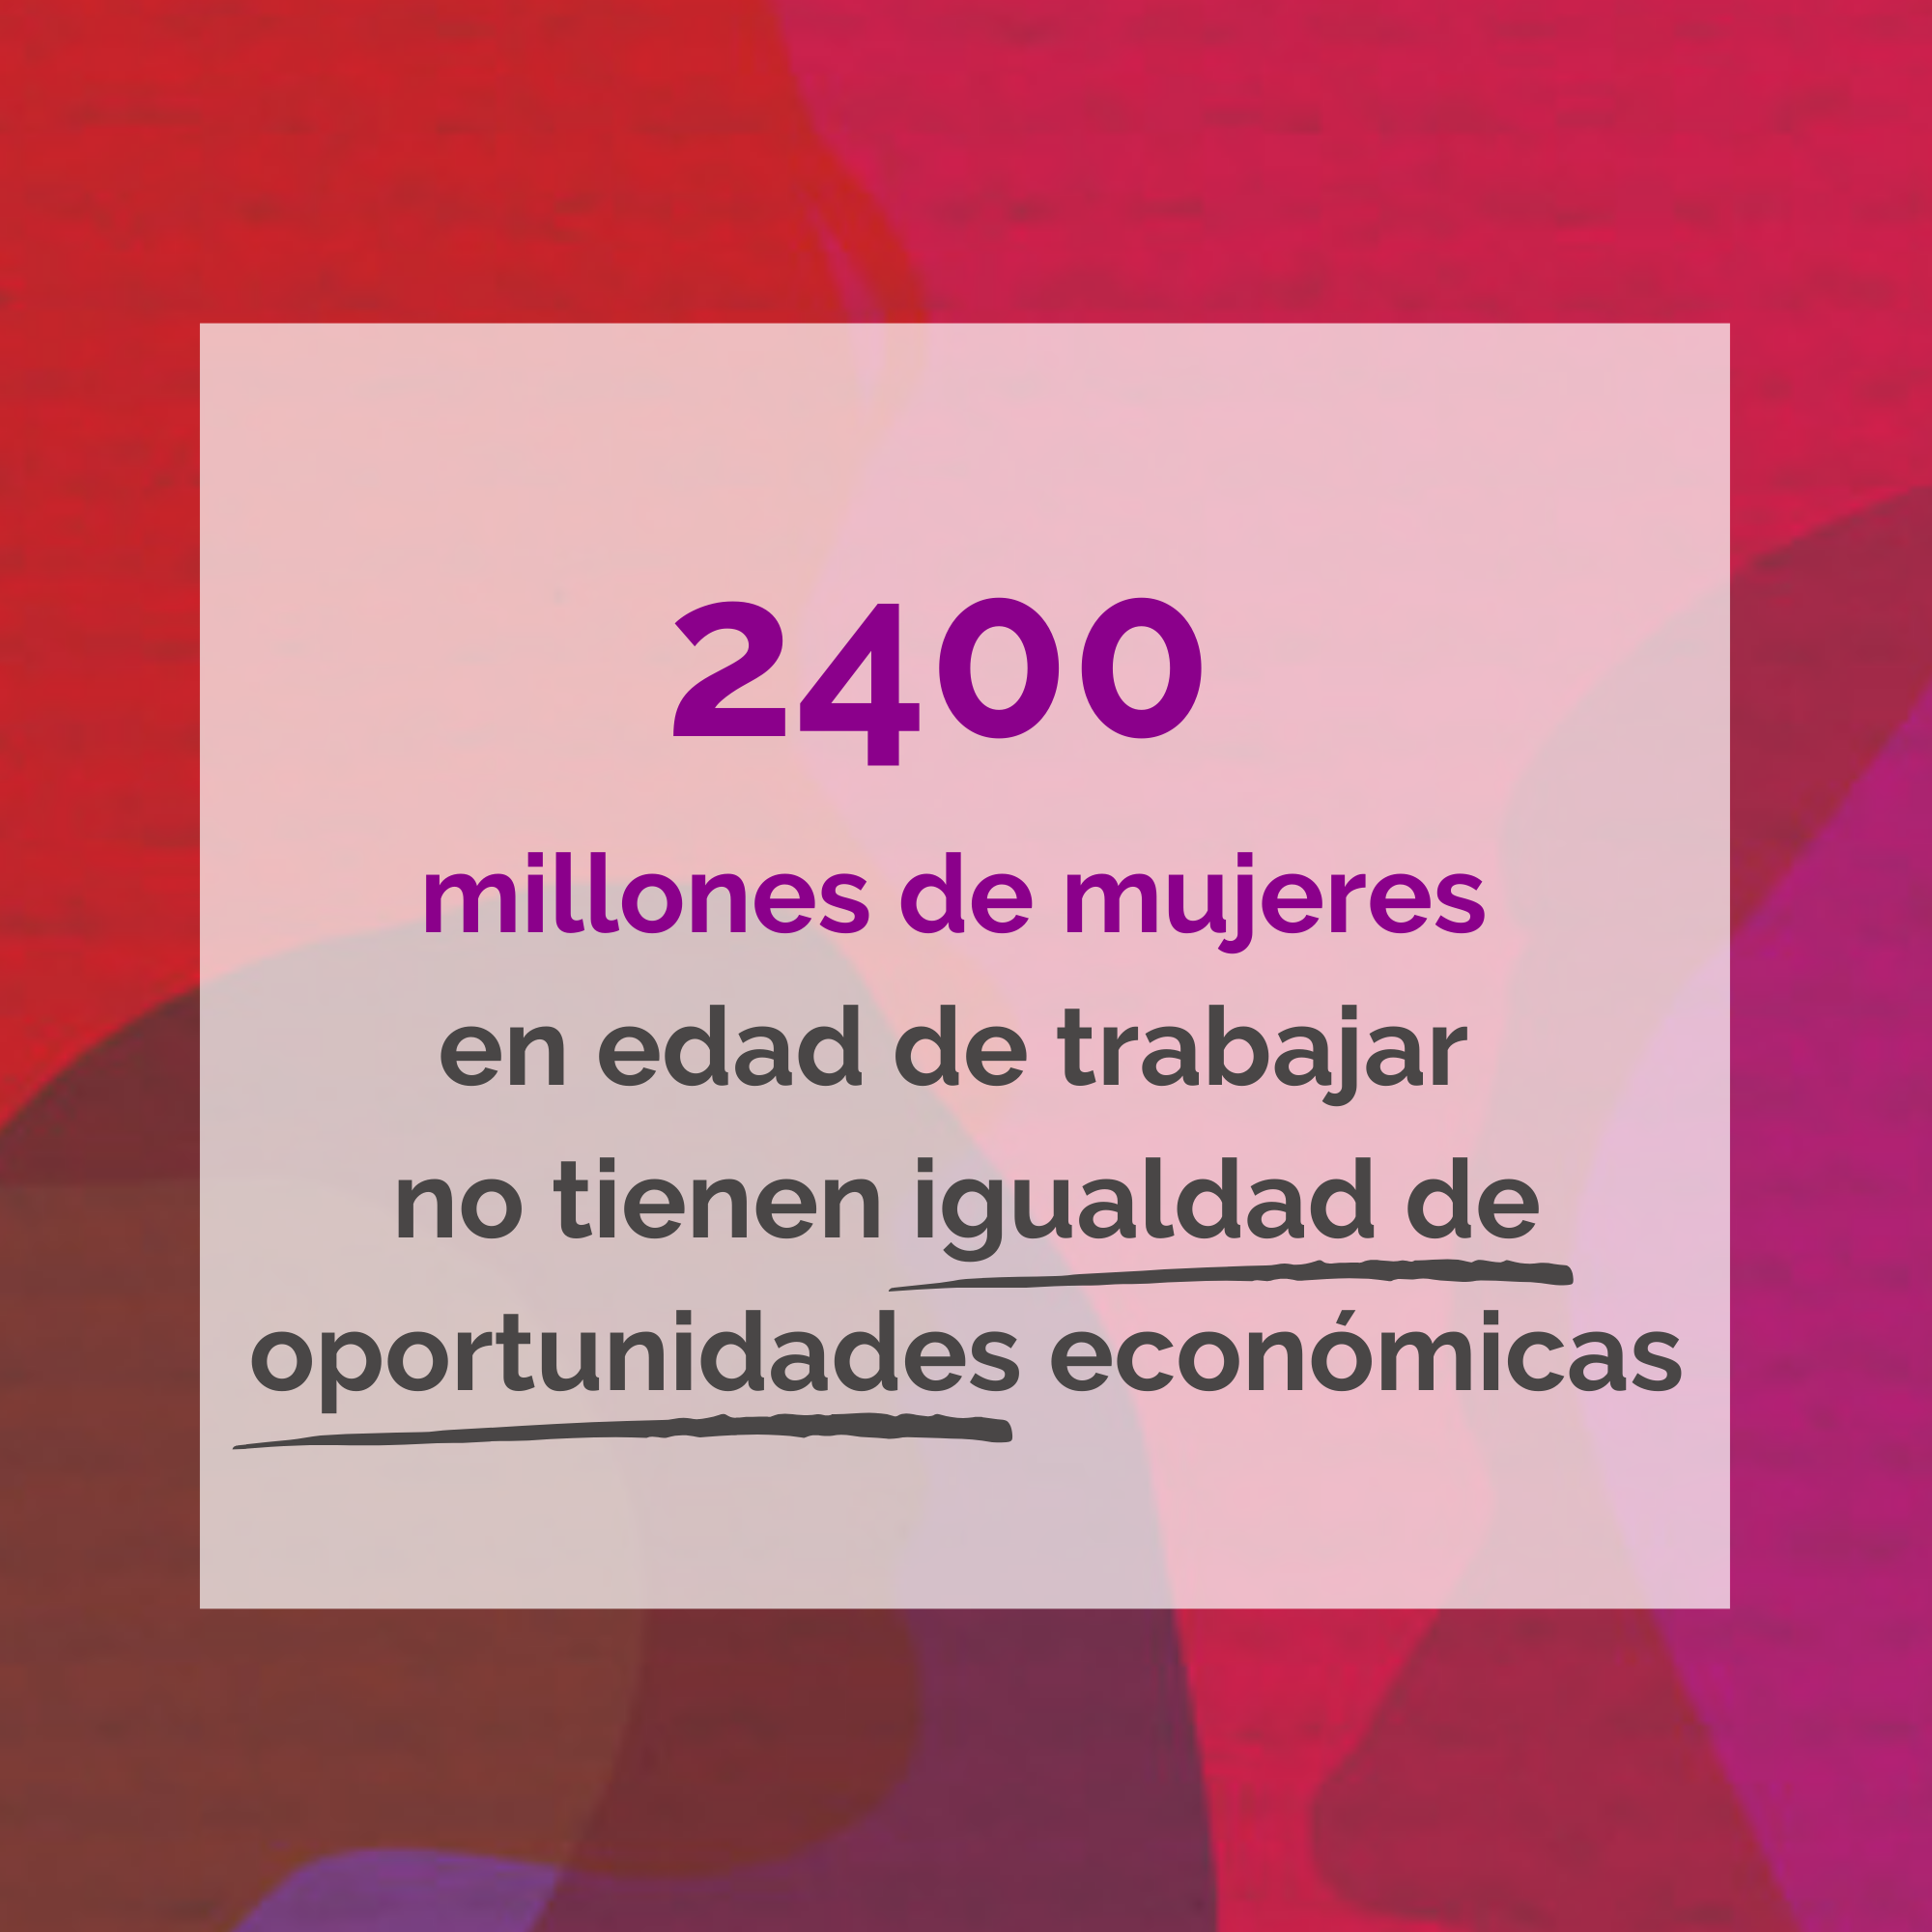 2400
millones de mujeres
en edad de trabajar
no tienen igualdad de
oportunidades económicas